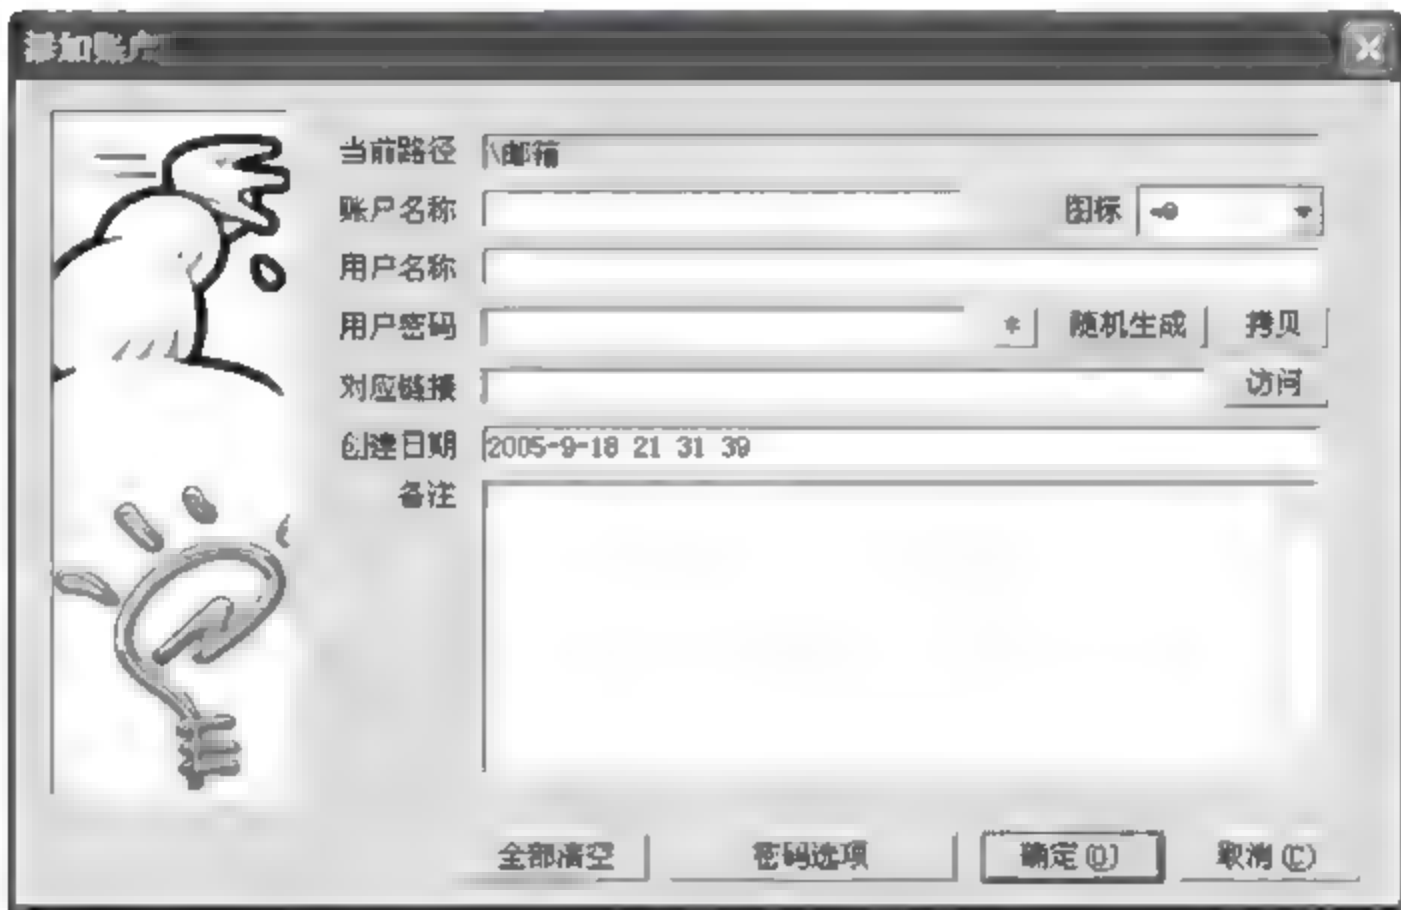 添加账户
当前路径 \邮箱
账户名称 图标
用户名称
用户密码 * 随机生成 拷贝
对应链接 访问
创建日期 2005-9-18 21 31 39
备注
全部清空 密码选项 确定(O) 取消(C)